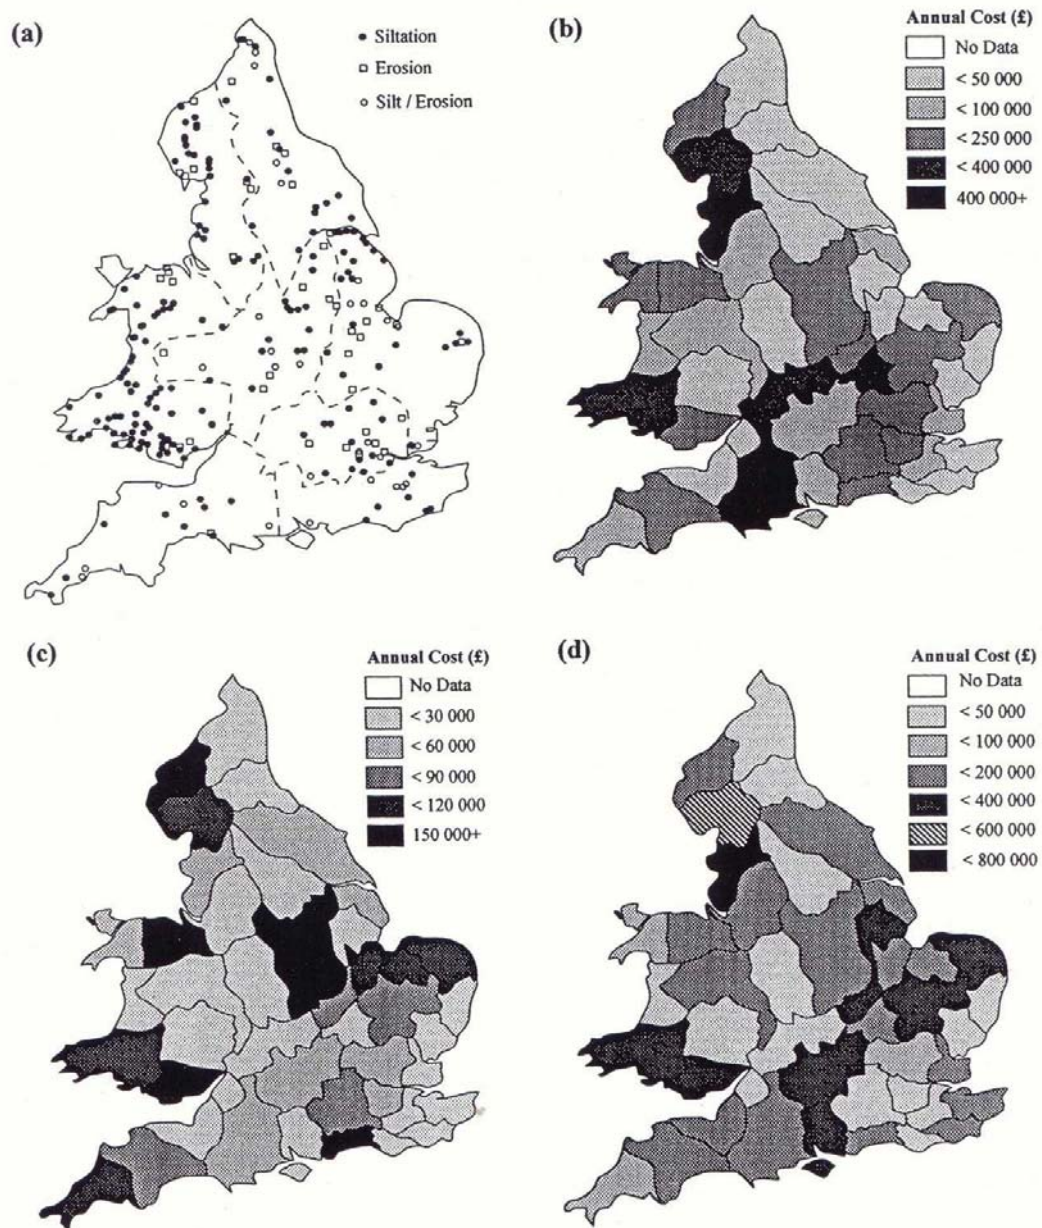 (a)
Siltation
Erosion
Silt / Erosion
(b)
Annual Cost (£)
No Data
< 50 000
< 100 000
< 250 000
< 400 000
400 000+
(c)
Annual Cost (£)
No Data
< 30 000
< 60 000
< 90 000
< 120 000
150 000+
(d)
Annual Cost (£)
No Data
< 50 000
< 100 000
< 200 000
< 400 000
< 600 000
< 800 000